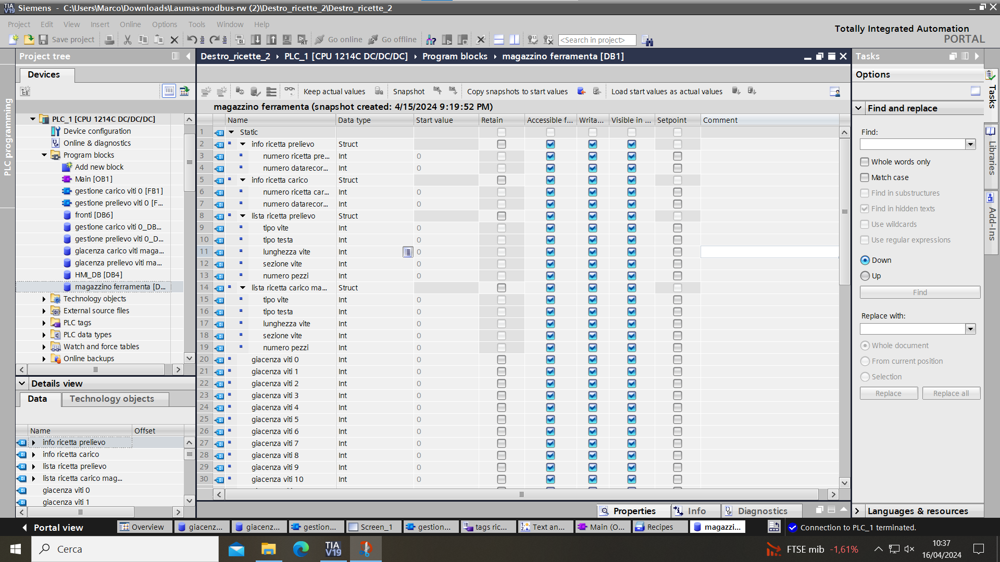 TIA V19 Siemens - C:\Users\Marco\Downloads\Laumas-modbus-rw (2)\Destro_ricette_2\Destro_ricette_2
Project Edit View Insert Online Options Tools Window Help
Totally Integrated Automation
PORTAL
Save project Go online Go offline <Search in project>
Project tree
Destro_ricette_2 › PLC_1 [CPU 1214C DC/DC/DC] › Program blocks › magazzino ferramenta [DB1]
Tasks
Devices
Options
Keep actual values Snapshot Copy snapshots to start values Load start values as actual values
PLC programming
Tasks
Libraries
Add-Ins
PLC_1 [CPU 1214C DC/DC/DC]
Device configuration
Online & diagnostics
Program blocks
Add new block
Main [OB1]
gestione carico viti 0 [FB1]
gestione prelievo viti 0 [F...
fronti [DB6]
gestione carico viti 0_DB...
gestione prelievo viti 0_D...
giacenza carico viti maga...
giacenza prelievo viti ma...
HMI_DB [DB4]
magazzino ferramenta [D...
Technology objects
External source files
PLC tags
PLC data types
Watch and force tables
Online backups
Details view
Data Technology objects
Name Offset
info ricetta prelievo
info ricetta carico
lista ricetta prelievo
lista ricetta carico mag...
giacenza viti 0
giacenza viti 1
magazzino ferramenta (snapshot created: 4/15/2024 9:19:52 PM)
Name Data type Start value Retain Accessible f... Writa... Visible in ... Setpoint Comment
1 Static
2 info ricetta prelievo Struct
3 numero ricetta pre... Int 0
4 numero datarecor... Int 0
5 info ricetta carico Struct
6 numero ricetta car... Int 0
7 numero datarecor... Int 0
8 lista ricetta prelievo Struct
9 tipo vite Int 0
10 tipo testa Int 0
11 lunghezza vite Int 0
12 sezione vite Int 0
13 numero pezzi Int 0
14 lista ricetta carico ma... Struct
15 tipo vite Int 0
16 tipo testa Int 0
17 lunghezza vite Int 0
18 sezione vite Int 0
19 numero pezzi Int 0
20 giacenza viti 0 Int 0
21 giacenza viti 1 Int 0
22 giacenza viti 2 Int 0
23 giacenza viti 3 Int 0
24 giacenza viti 4 Int 0
25 giacenza viti 5 Int 0
26 giacenza viti 6 Int 0
27 giacenza viti 7 Int 0
28 giacenza viti 8 Int 0
29 giacenza viti 9 Int 0
30 giacenza viti 10 Int 0
Find and replace
Find:
Whole words only
Match case
Find in substructures
Find in hidden texts
Use wildcards
Use regular expressions
Down
Up
Find
Replace with:
Whole document
From current position
Selection
Replace Replace all
Languages & resources
Properties Info Diagnostics
Portal view Overview giacenz... giacenz... gestion... Screen_1 gestion... tags ric... Text an... Main (O... Recipes magazzi... Connection to PLC_1 terminated.
Cerca TIA V19 FTSE mib -1,61% 10:37
16/04/2024